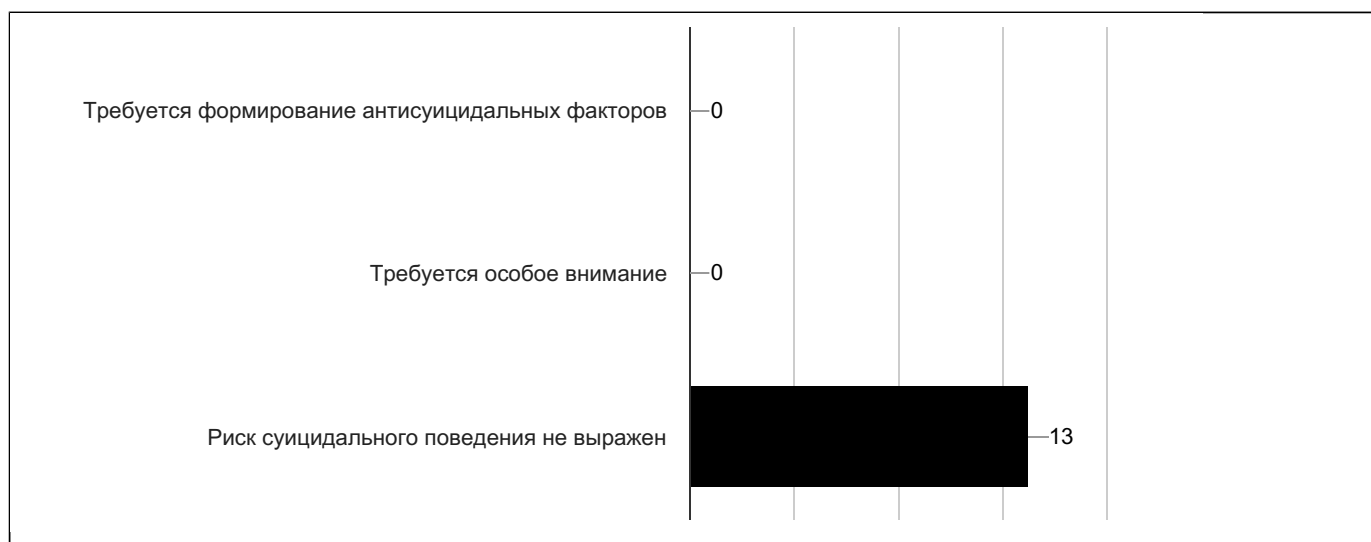 Требуется формирование антисуицидальных факторов
0
Требуется особое внимание
0
Риск суицидального поведения не выражен
13